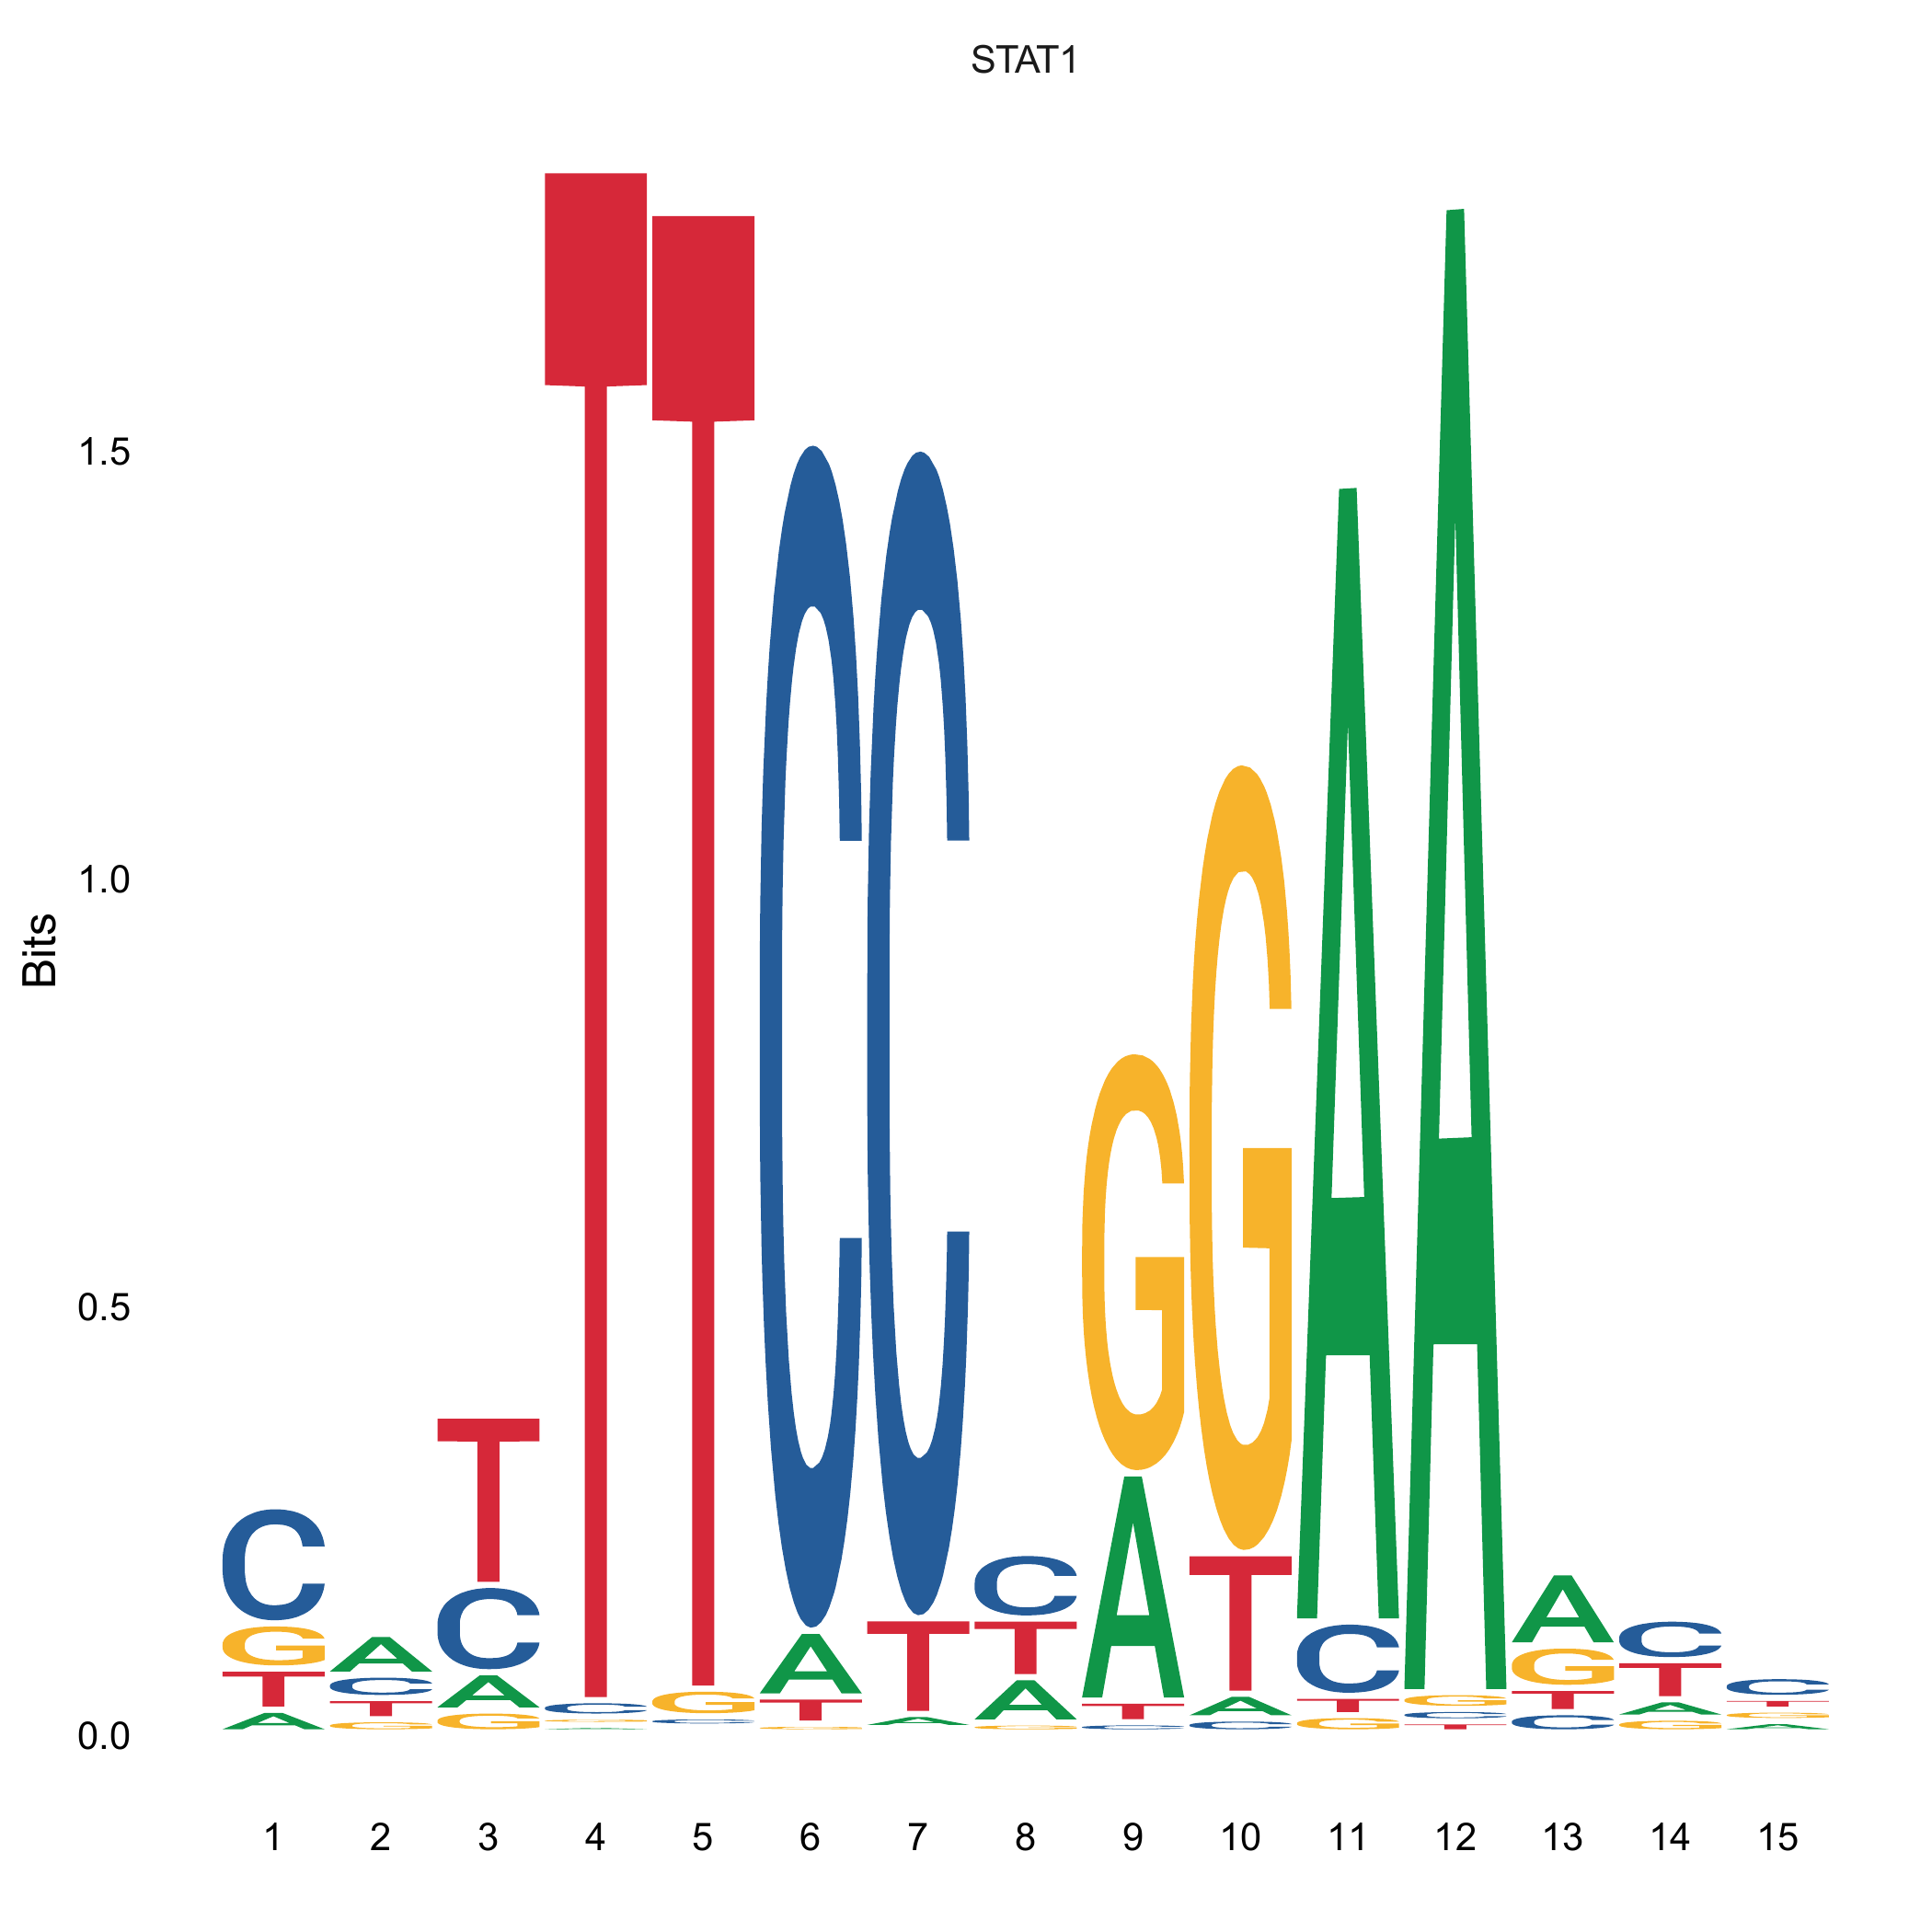 STAT1
Bits
1.5
1.0
0.5
0.0
C T T T C C C G G A A A C C
G A C C G A T T A T C G G T T
T C A C T A A T A T C T A G
A T G A G C C G T C G A
1 2 3 4 5 6 7 8 9 10 11 12 13 14 15